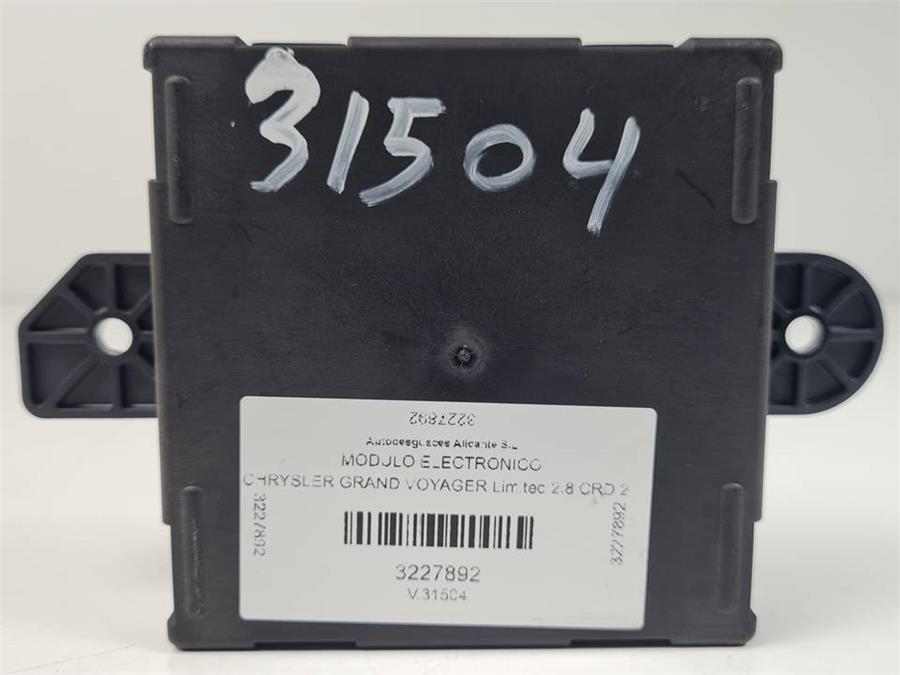 31504
3227892
Autodesguaces Alicante S.L
MODULO ELECTRONICO
CHRYSLER GRAND VOYAGER Limited 2.8 CRD 2
3227892
3227892
3227892
V.31504